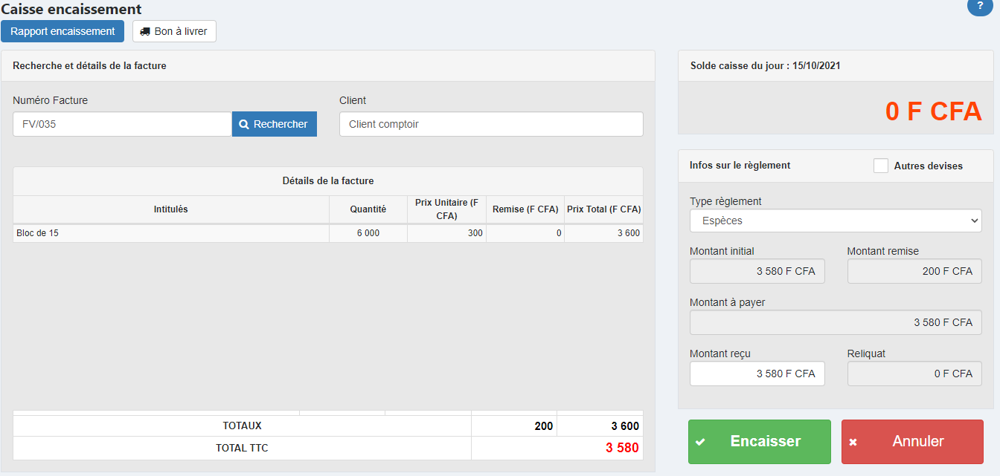 Caisse encaissement
?
Rapport encaissement
Bon à livrer
Recherche et détails de la facture
Numéro Facture
Client
FV/035
Rechercher
Client comptoir
Détails de la facture
Intitulés
Quantité
Prix Unitaire (F
CFA)
Remise (F CFA)
Prix Total (F CFA)
Bloc de 15
6 000
300
0
3 600
TOTAUX
200
3 600
TOTAL TTC
3 580
Solde caisse du jour : 15/10/2021
0 F CFA
Infos sur le règlement
Autres devises
Type règlement
Espèces
Montant initial
Montant remise
3 580 F CFA
200 F CFA
Montant à payer
3 580 F CFA
Montant reçu
Reliquat
3 580 F CFA
0 F CFA
Encaisser
Annuler